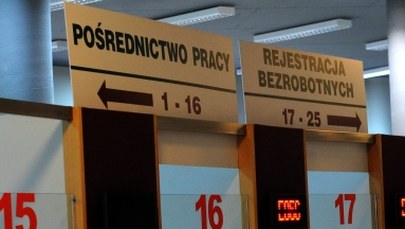 POŚREDNICTWO PRACY
1 - 16
REJESTRACJA
BEZROBOTNYCH
17 - 25
15
16
17